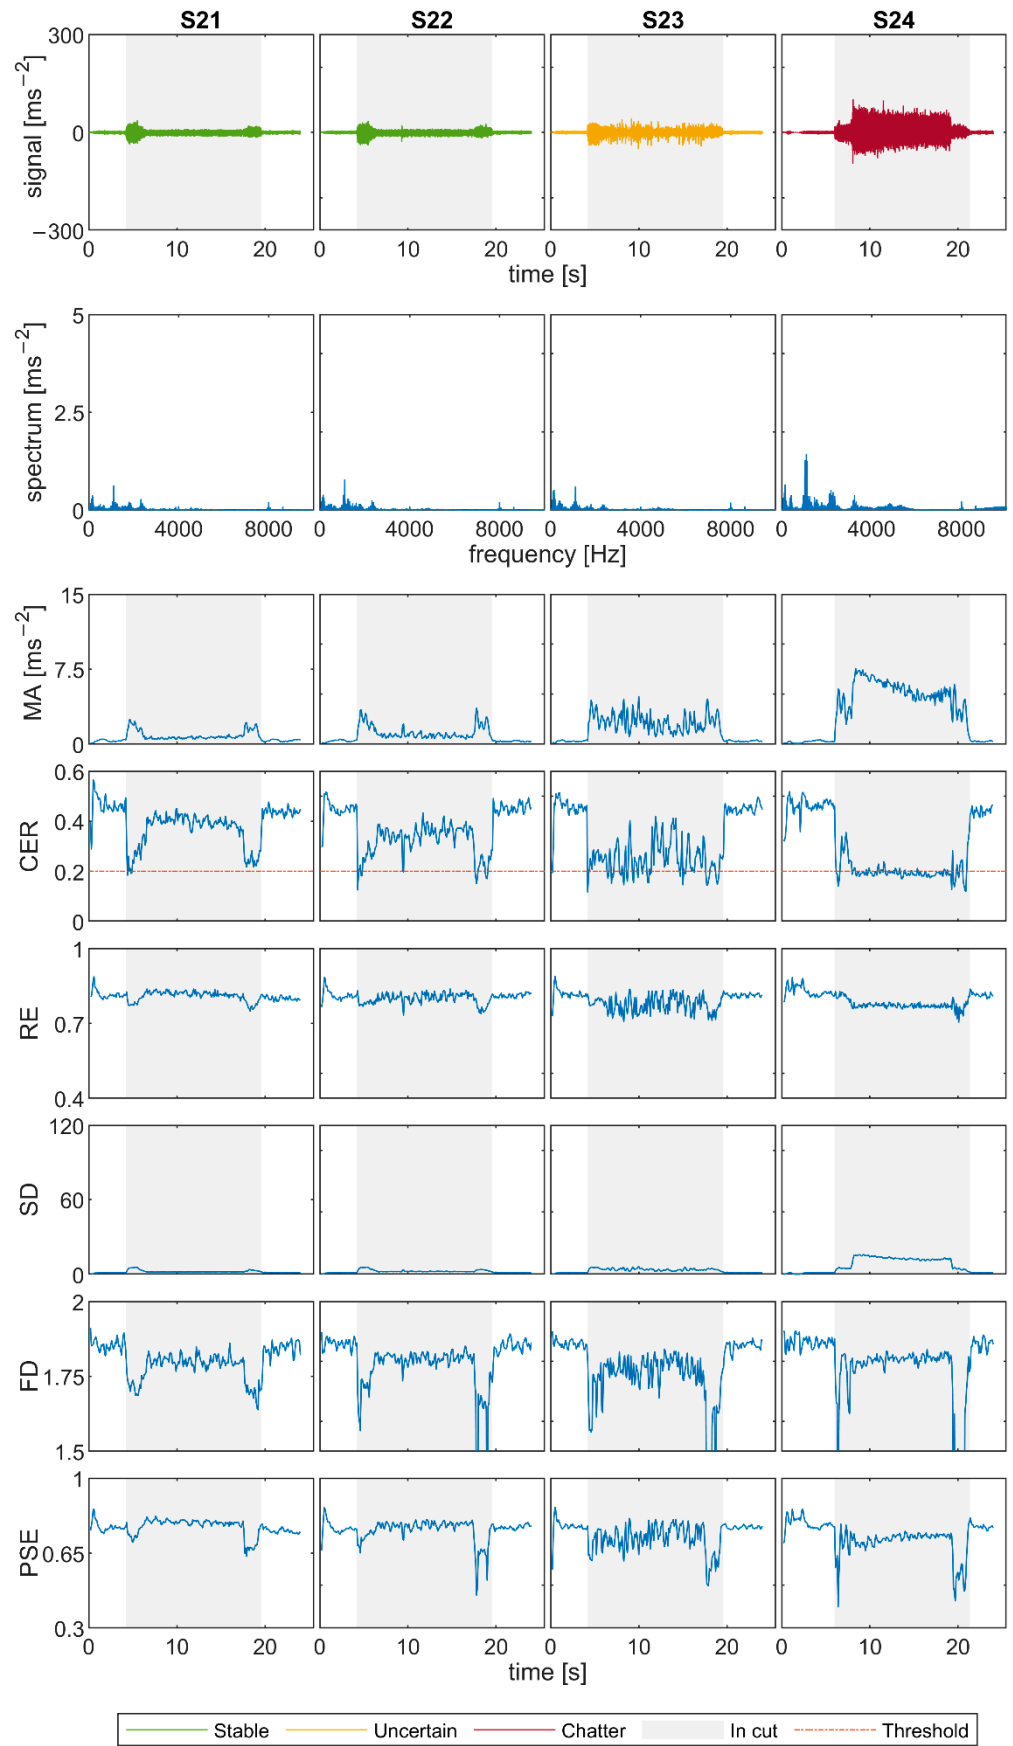 S21 S22 S23 S24
signal [ms−2]
300
0
−300
0 10 20 0 10 20 0 10 20 0 10 20
time [s]
spectrum [ms−2]
5
2.5
0
0 4000 8000 0 4000 8000 0 4000 8000 0 4000 8000
frequency [Hz]
MA [ms−2]
15
7.5
0
CER
0.6
0.4
0.2
0
RE
1
0.7
0.4
SD
120
60
0
FD
2
1.75
1.5
PSE
1
0.65
0.3
0 10 20 0 10 20 0 10 20 0 10 20
time [s]
Stable Uncertain Chatter In cut Threshold